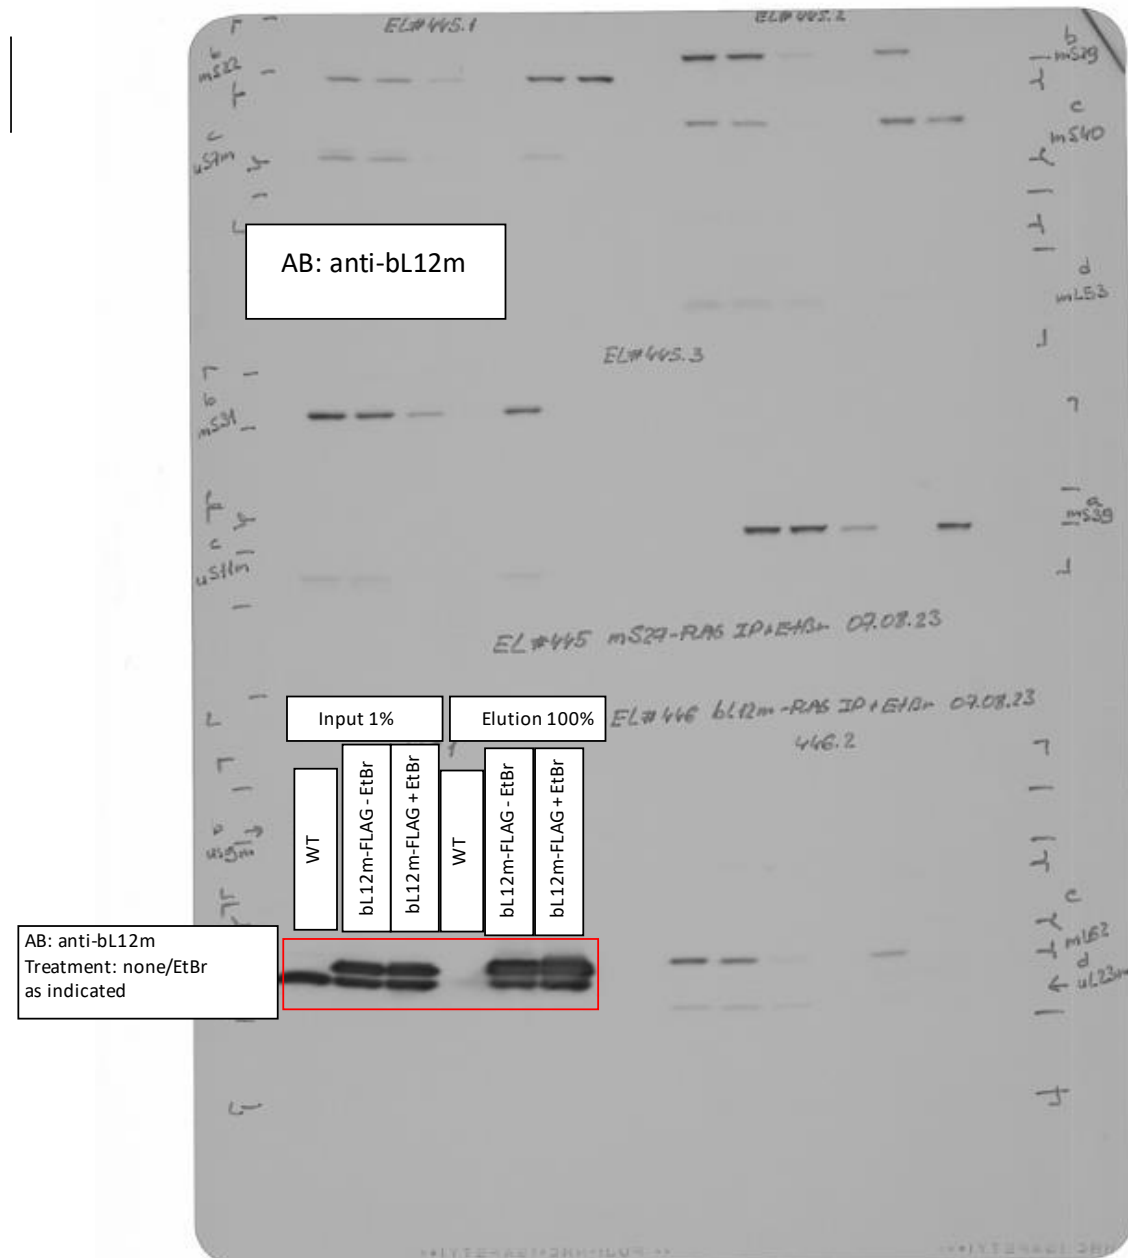 EL#445.1
EL#445.2
b
mS22
b
mS29
c
uS7m
c
mS40
AB: anti-bL12m
d
mL53
EL#445.3
b
mS31
a
mS39
c
uS11m
EL#445 mS27-FLAG IP+EtBr 07.08.23
Input 1%
Elution 100%
EL#446 bL12m-FLAG IP+EtBr 07.08.23
1
446.2
WT
bL12m-FLAG - EtBr
bL12m-FLAG + EtBr
WT
bL12m-FLAG - EtBr
bL12m-FLAG + EtBr
c
AB: anti-bL12m
Treatment: none/EtBr
as indicated
d
← uL23m